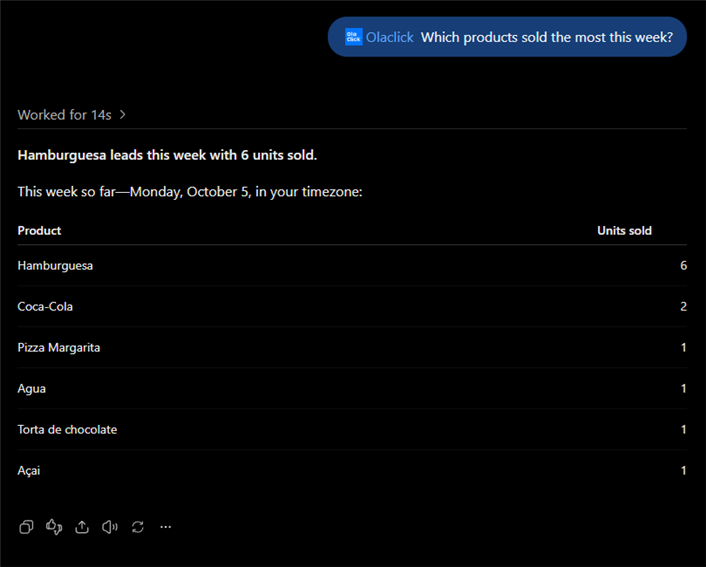 Ola Click Olaclick Which products sold the most this week?
Worked for 14s
Hamburguesa leads this week with 6 units sold.
This week so far—Monday, October 5, in your timezone:
Product Units sold
Hamburguesa 6
Coca-Cola 2
Pizza Margarita 1
Agua 1
Torta de chocolate 1
Açai 1